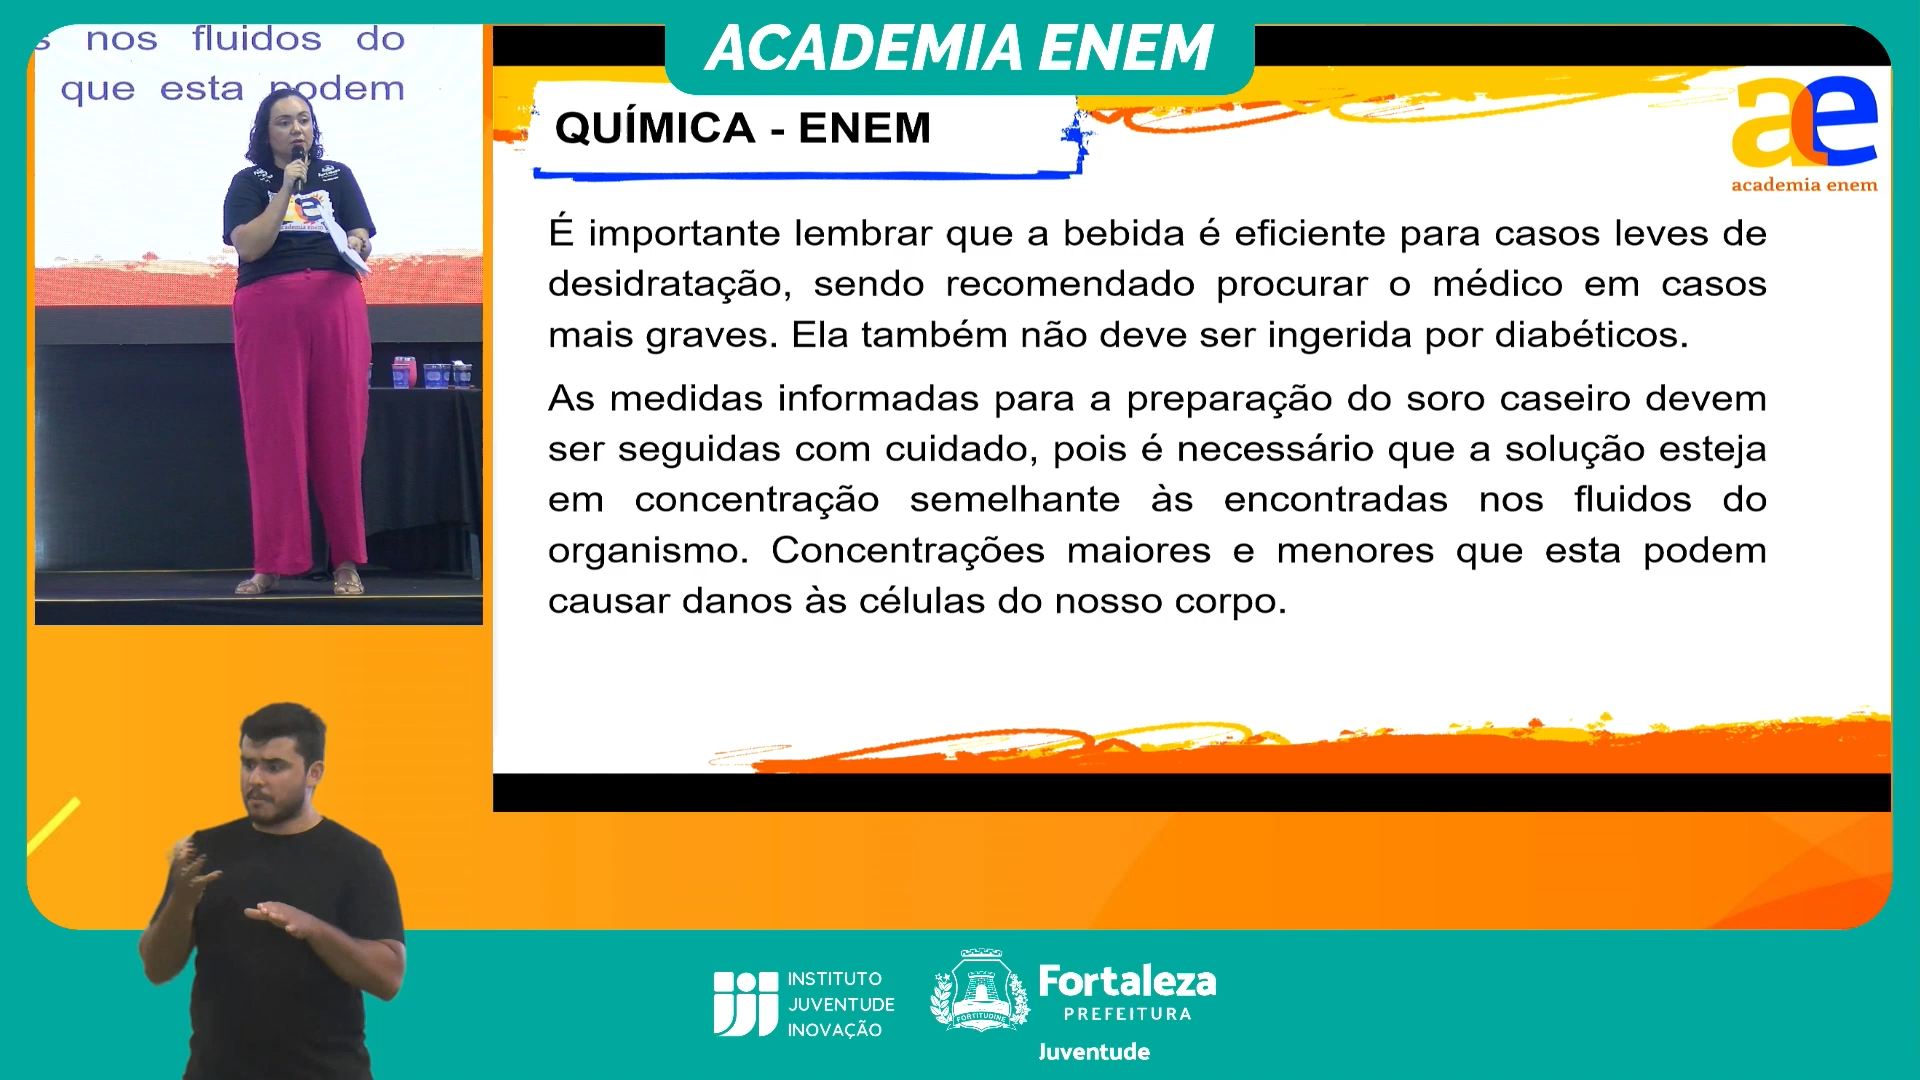 ACADEMIA ENEM
s nos fluidos do
que esta podem
QUÍMICA - ENEM
ae
academia enem
É importante lembrar que a bebida é eficiente para casos leves de
desidratação, sendo recomendado procurar o médico em casos
mais graves. Ela também não deve ser ingerida por diabéticos.
As medidas informadas para a preparação do soro caseiro devem
ser seguidas com cuidado, pois é necessário que a solução esteja
em concentração semelhante às encontradas nos fluidos do
organismo. Concentrações maiores e menores que esta podem
causar danos às células do nosso corpo.
INSTITUTO
JUVENTUDE
INOVAÇÃO
FORTITUDINE
Fortaleza
PREFEITURA
Juventude